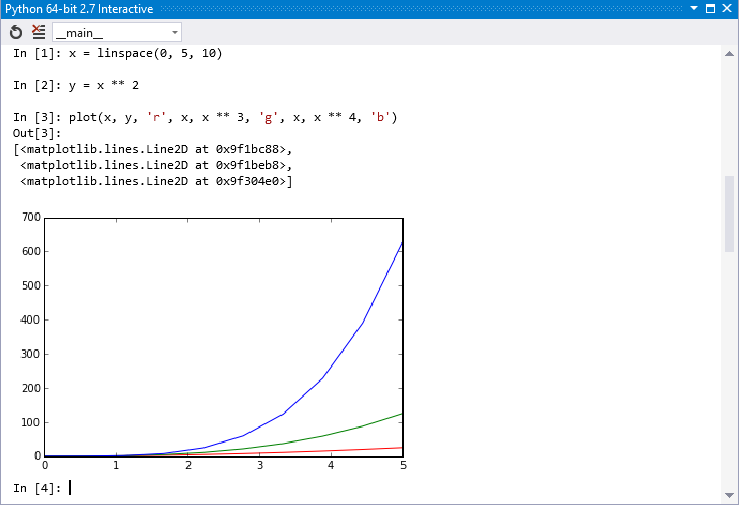 Python 64-bit 2.7 Interactive
__main__
In [1]: x = linspace(0, 5, 10)
In [2]: y = x ** 2
In [3]: plot(x, y, 'r', x, x ** 3, 'g', x, x ** 4, 'b')
Out[3]:
[<matplotlib.lines.Line2D at 0x9f1bc88>,
<matplotlib.lines.Line2D at 0x9f1beb8>,
<matplotlib.lines.Line2D at 0x9f304e0>]
700
600
500
400
300
200
100
0
0 1 2 3 4 5
In [4]: